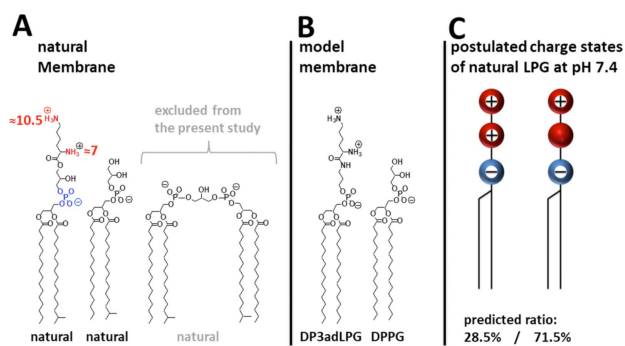 A
natural
Membrane
≈10.5
⊕
H₃N
⊕
NH₃
≈7
O
O
OH
O
O P O
O⊖
O
O O
O O
HO
OH
O
O P O
O⊖
O
O O
O O
excluded from
the present study
O
⊖O P O
O
OH
O
O P O
O⊖
O O
O O
O O
O O
natural
natural
natural
B
model
membrane
⊕
H₃N
⊕
NH₃
O
NH
O
O P O
O⊖
O
O O
O O
HO
OH
O
O P O
O⊖
O
O O
O O
DP3adLPG
DPPG
C
postulated charge states
of natural LPG at pH 7.4
+ 
+
−
−
predicted ratio:
28.5% / 71.5%